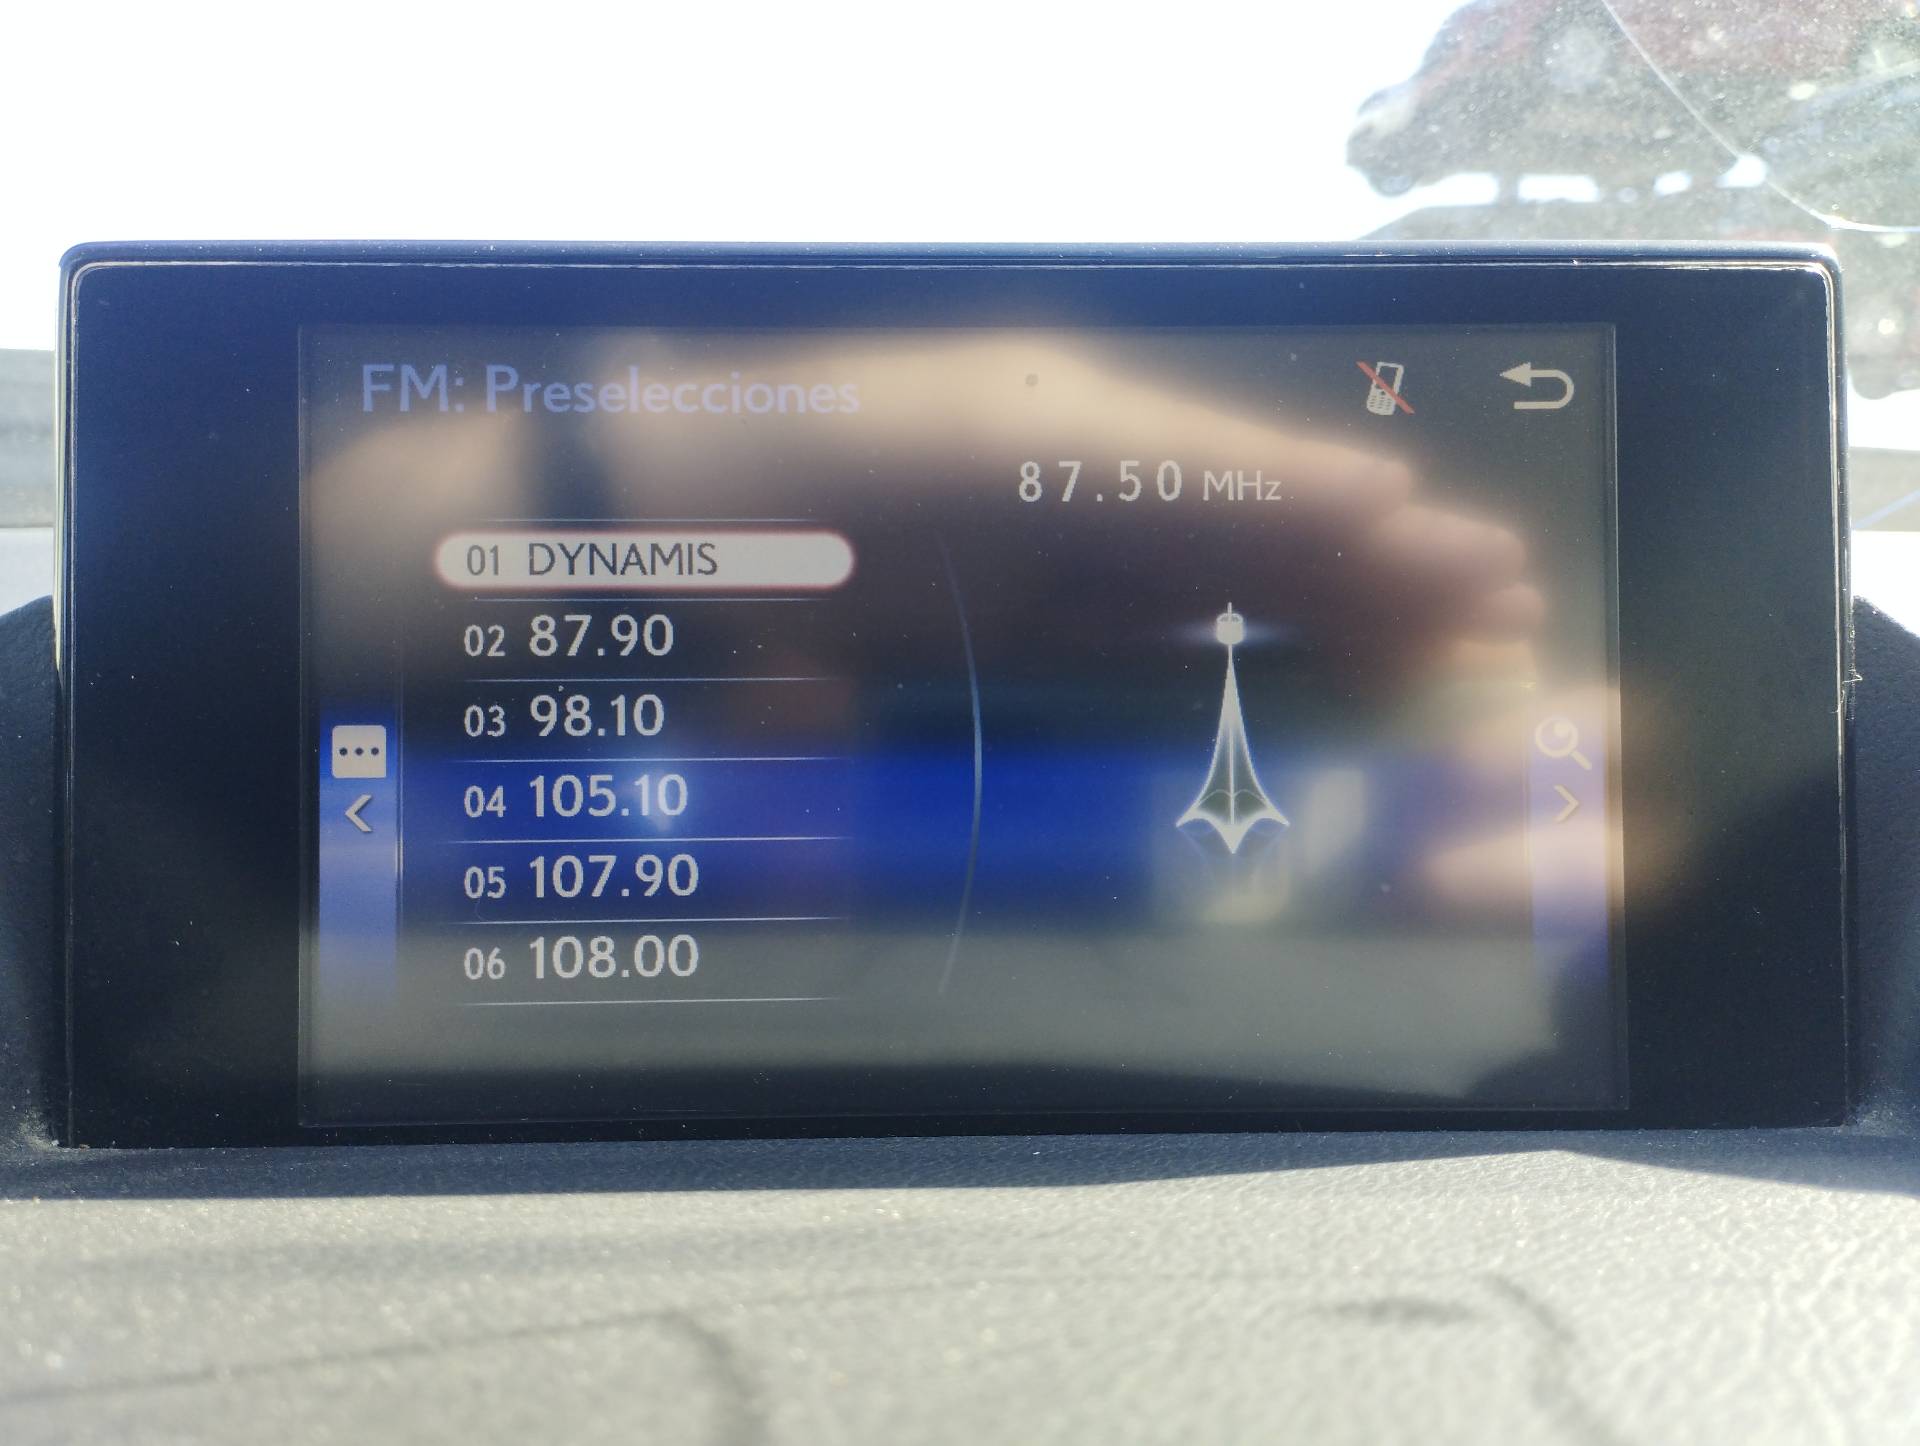 FM: Preselecciones
87.50 MHz
01 DYNAMIS
02 87.90
03 98.10
04 105.10
05 107.90
06 108.00